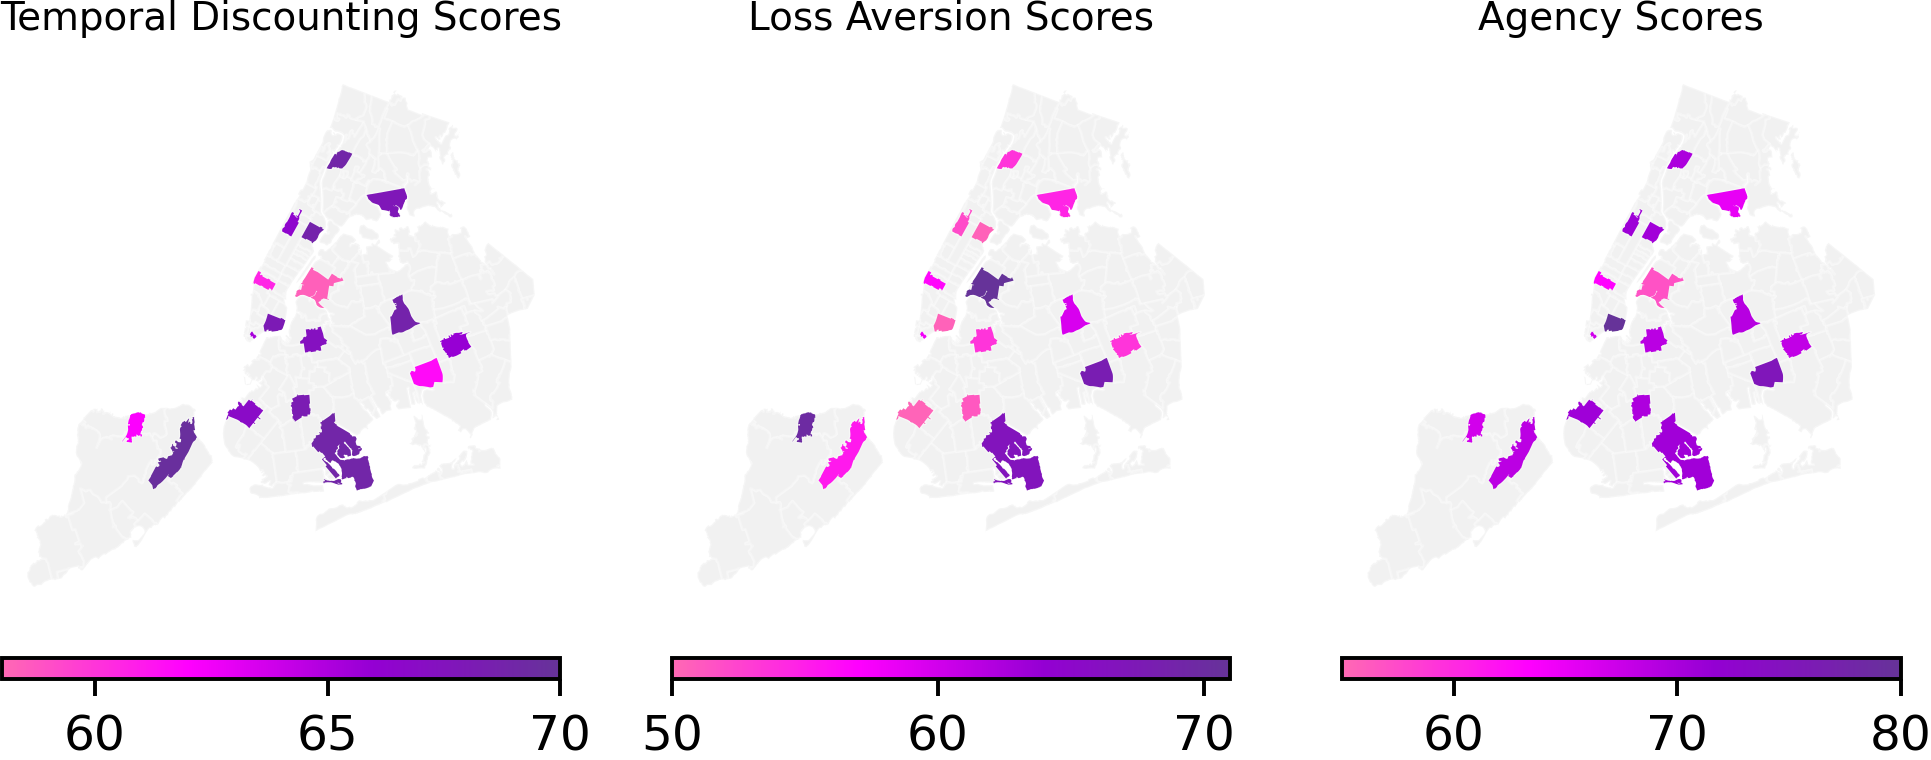 Temporal Discounting Scores
Loss Aversion Scores
Agency Scores
60 65 70
50 60 70
60 70 80